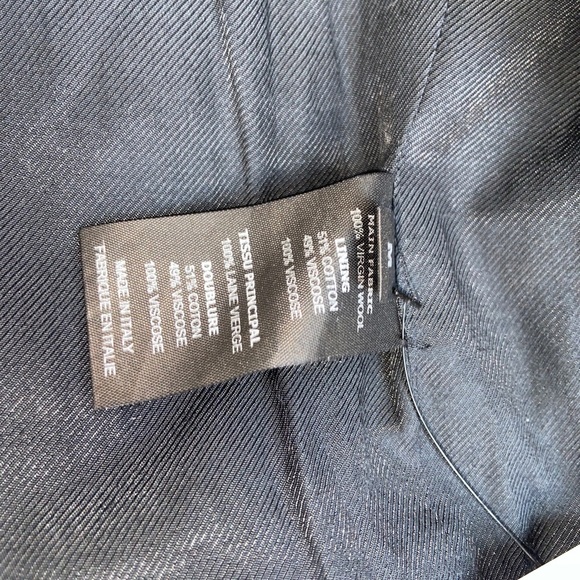 M
MAIN FABRIC
100% VIRGIN WOOL
LINING
51% COTTON
49% VISCOSE
100% VISCOSE
TISSU PRINCIPAL
100% LAINE VIERGE
DOUBLURE
51% COTON
49% VISCOSE
100% VISCOSE
MADE IN ITALY
FABRIQUE EN ITALIE